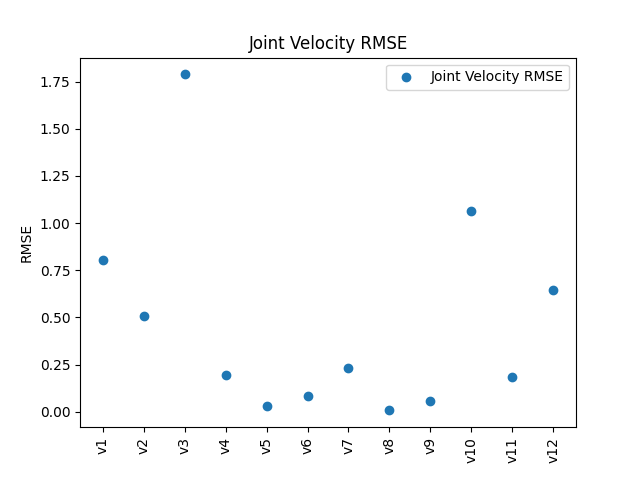 Joint Velocity RMSE
Joint Velocity RMSE
1.75
1.50
1.25
1.00
0.75
0.50
0.25
0.00
RMSE
v1
v2
v3
v4
v5
v6
v7
v8
v9
v10
v11
v12